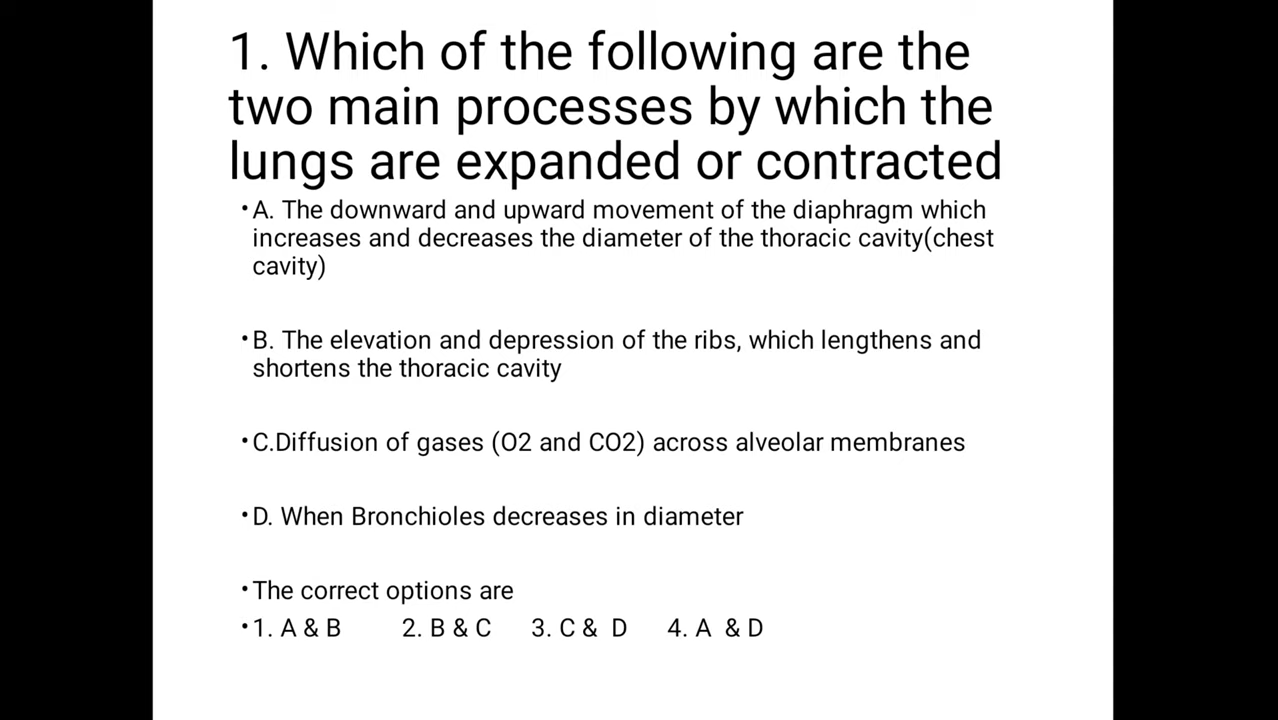 1. Which of the following are the
two main processes by which the
lungs are expanded or contracted
•A. The downward and upward movement of the diaphragm which
increases and decreases the diameter of the thoracic cavity(chest
cavity)
•B. The elevation and depression of the ribs, which lengthens and
shortens the thoracic cavity
•C.Diffusion of gases (O2 and CO2) across alveolar membranes
•D. When Bronchioles decreases in diameter
•The correct options are
•1. A & B 2. B & C 3. C & D 4. A & D